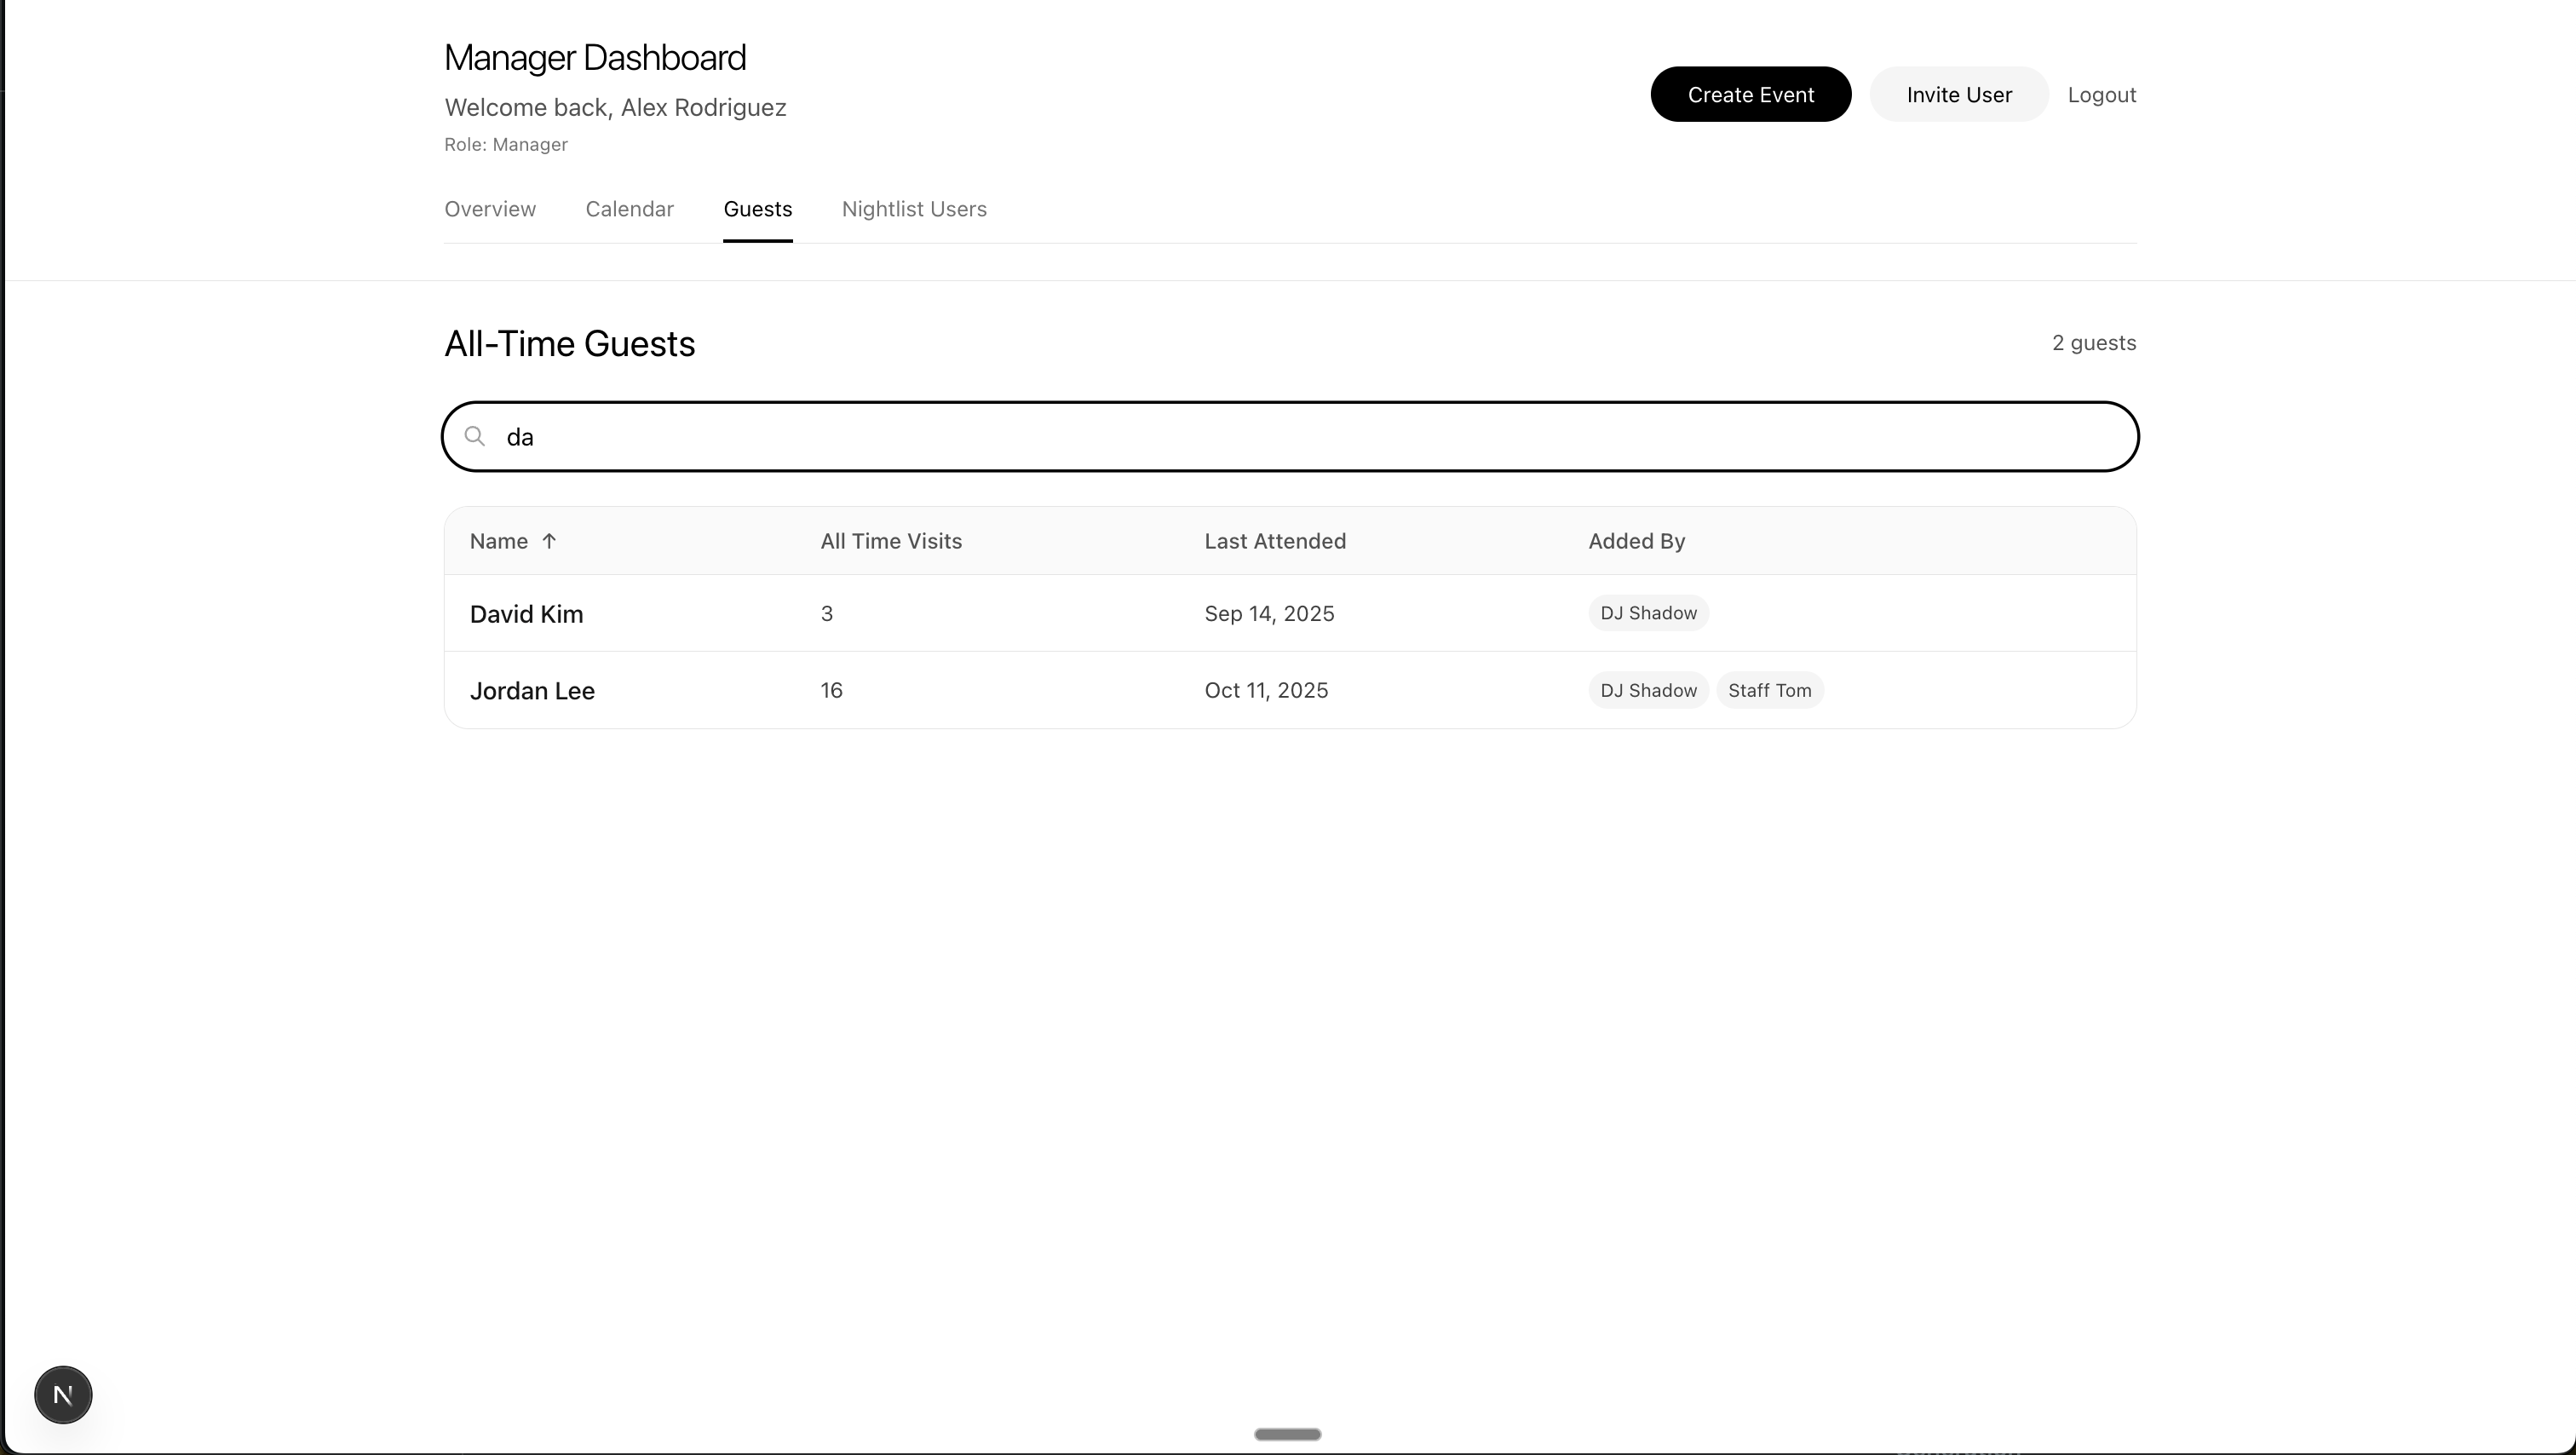 Manager Dashboard
Welcome back, Alex Rodriguez
Role: Manager
Create Event Invite User Logout
Overview Calendar Guests Nightlist Users
All-Time Guests 2 guests
da
Name ↑ All Time Visits Last Attended Added By
David Kim 3 Sep 14, 2025 DJ Shadow
Jordan Lee 16 Oct 11, 2025 DJ Shadow Staff Tom
N